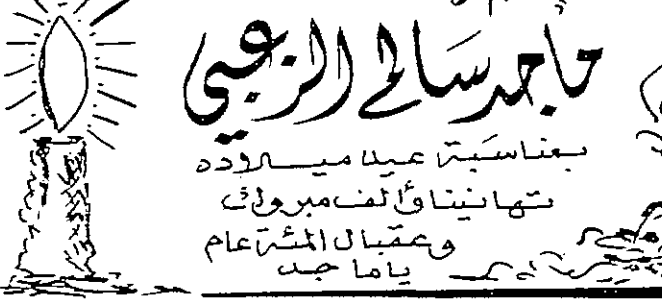 ماجد سالم الزعبي
بمناسبة عيد ميلاده
تهانينا وألف مبروك
وعقبال المئة عام
يا ماجد